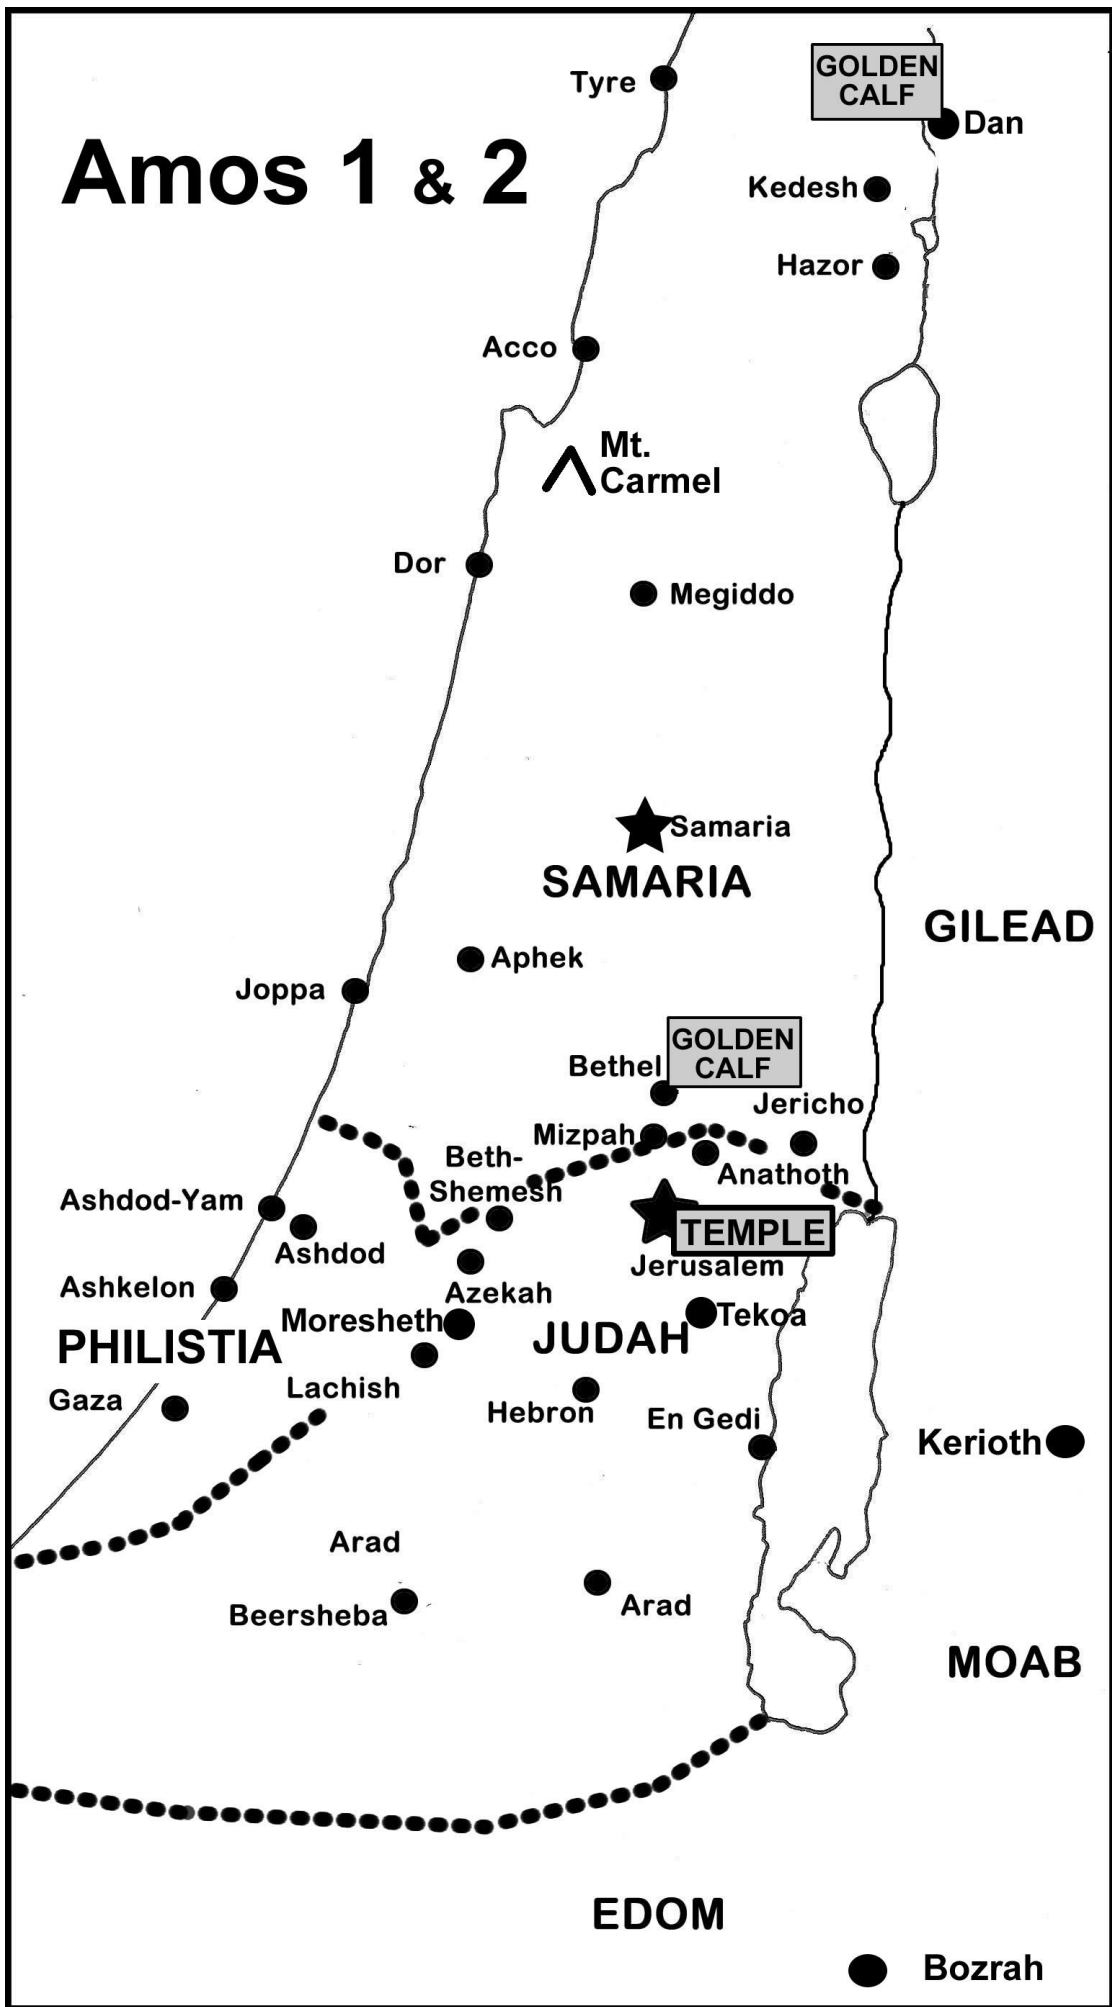 Tyre
GOLDEN
CALF
Dan
Amos 1 & 2
Kedesh
Hazor
Acco
Mt.
Carmel
Dor
Megiddo
Samaria
SAMARIA
GILEAD
Aphek
Joppa
GOLDEN
CALF
Bethel
Jericho
Mizpah
Beth-
Shemesh
Anathoth
Ashdod-Yam
TEMPLE
Ashdod
Jerusalem
Ashkelon
Azekah
Moresheth
Tekoa
JUDAH
PHILISTIA
Lachish
Gaza
Hebron
En Gedi
Kerioth
Arad
Beersheba
Arad
MOAB
EDOM
Bozrah